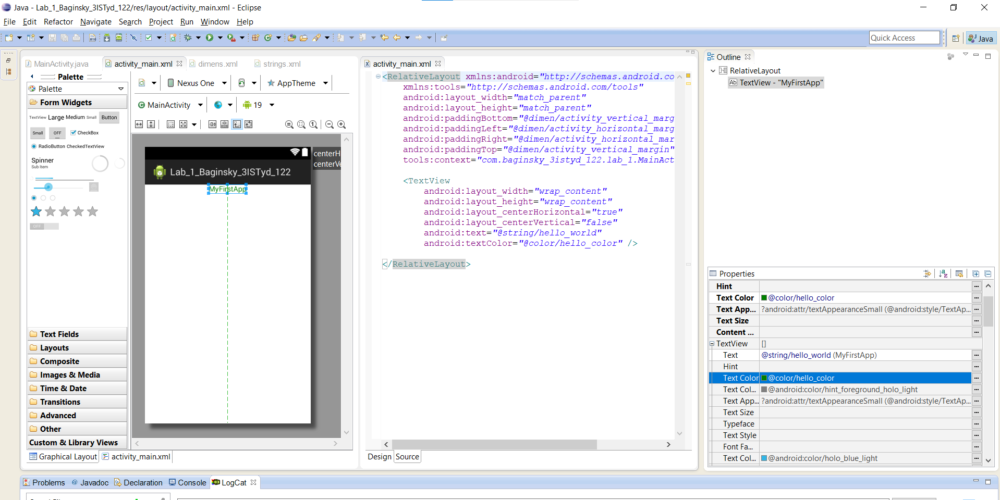 Java - Lab_1_Baginsky_3ISTyd_122/res/layout/activity_main.xml - Eclipse
File Edit Refactor Navigate Search Project Run Window Help
Quick Access
Java
MainActivity.java
activity_main.xml
dimens.xml
strings.xml
Palette
Palette
Form Widgets
TextView Large Medium Small Button
Small OFF CheckBox
RadioButton CheckedTextView
Spinner
Sub Item
OFF
Text Fields
Layouts
Composite
Images & Media
Time & Date
Transitions
Advanced
Other
Custom & Library Views
Graphical Layout
activity_main.xml
Nexus One
AppTheme
MainActivity
19
centerH
centerVe
Lab_1_Baginsky_3ISTyd_122
MyFirstApp
activity_main.xml
<RelativeLayout xmlns:android="http://schemas.android.co
xmlns:tools="http://schemas.android.com/tools"
android:layout_width="match_parent"
android:layout_height="match_parent"
android:paddingBottom="@dimen/activity_vertical_marg
android:paddingLeft="@dimen/activity_horizontal_marg
android:paddingRight="@dimen/activity_horizontal_mar
android:paddingTop="@dimen/activity_vertical_margin"
tools:context="com.baginsky_3istyd_122.lab_1.MainAct
<TextView
android:layout_width="wrap_content"
android:layout_height="wrap_content"
android:layout_centerHorizontal="true"
android:layout_centerVertical="false"
android:text="@string/hello_world"
android:textColor="@color/hello_color" />
</RelativeLayout>
Design Source
Outline
RelativeLayout
Ab TextView - "MyFirstApp"
Properties
Hint
Text Color @color/hello_color
Text App... ?android:attr/textAppearanceSmall (@android:style/TextAp...
Text Size
Content ...
TextView []
Text @string/hello_world (MyFirstApp)
Hint
Text Color @color/hello_color
Text Col... @android:color/hint_foreground_holo_light
Text App... ?android:attr/textAppearanceSmall (@android:style/TextAp...
Text Size
Typeface
Text Style
Font Fa...
Text Col... @android:color/holo_blue_light
Problems @ Javadoc Declaration Console LogCat